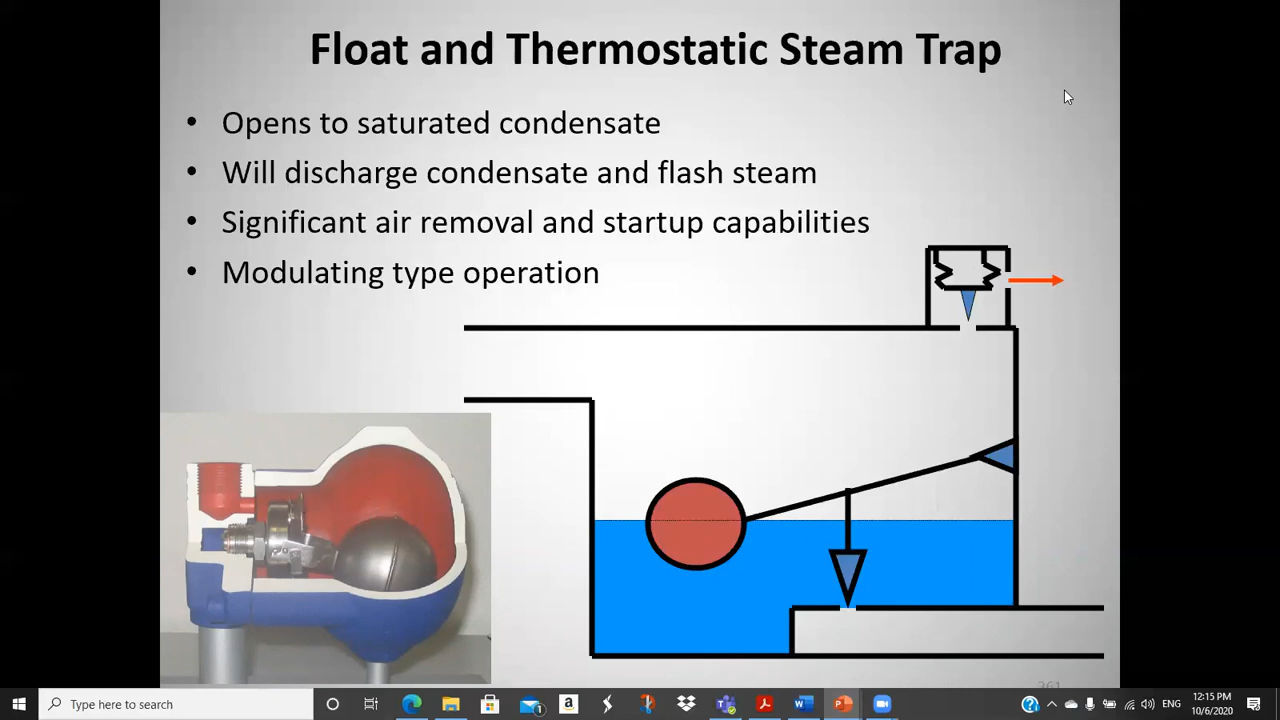 Float and Thermostatic Steam Trap
• Opens to saturated condensate
• Will discharge condensate and flash steam
• Significant air removal and startup capabilities
• Modulating type operation
361
Type here to search
ENG
12:15 PM
10/6/2020